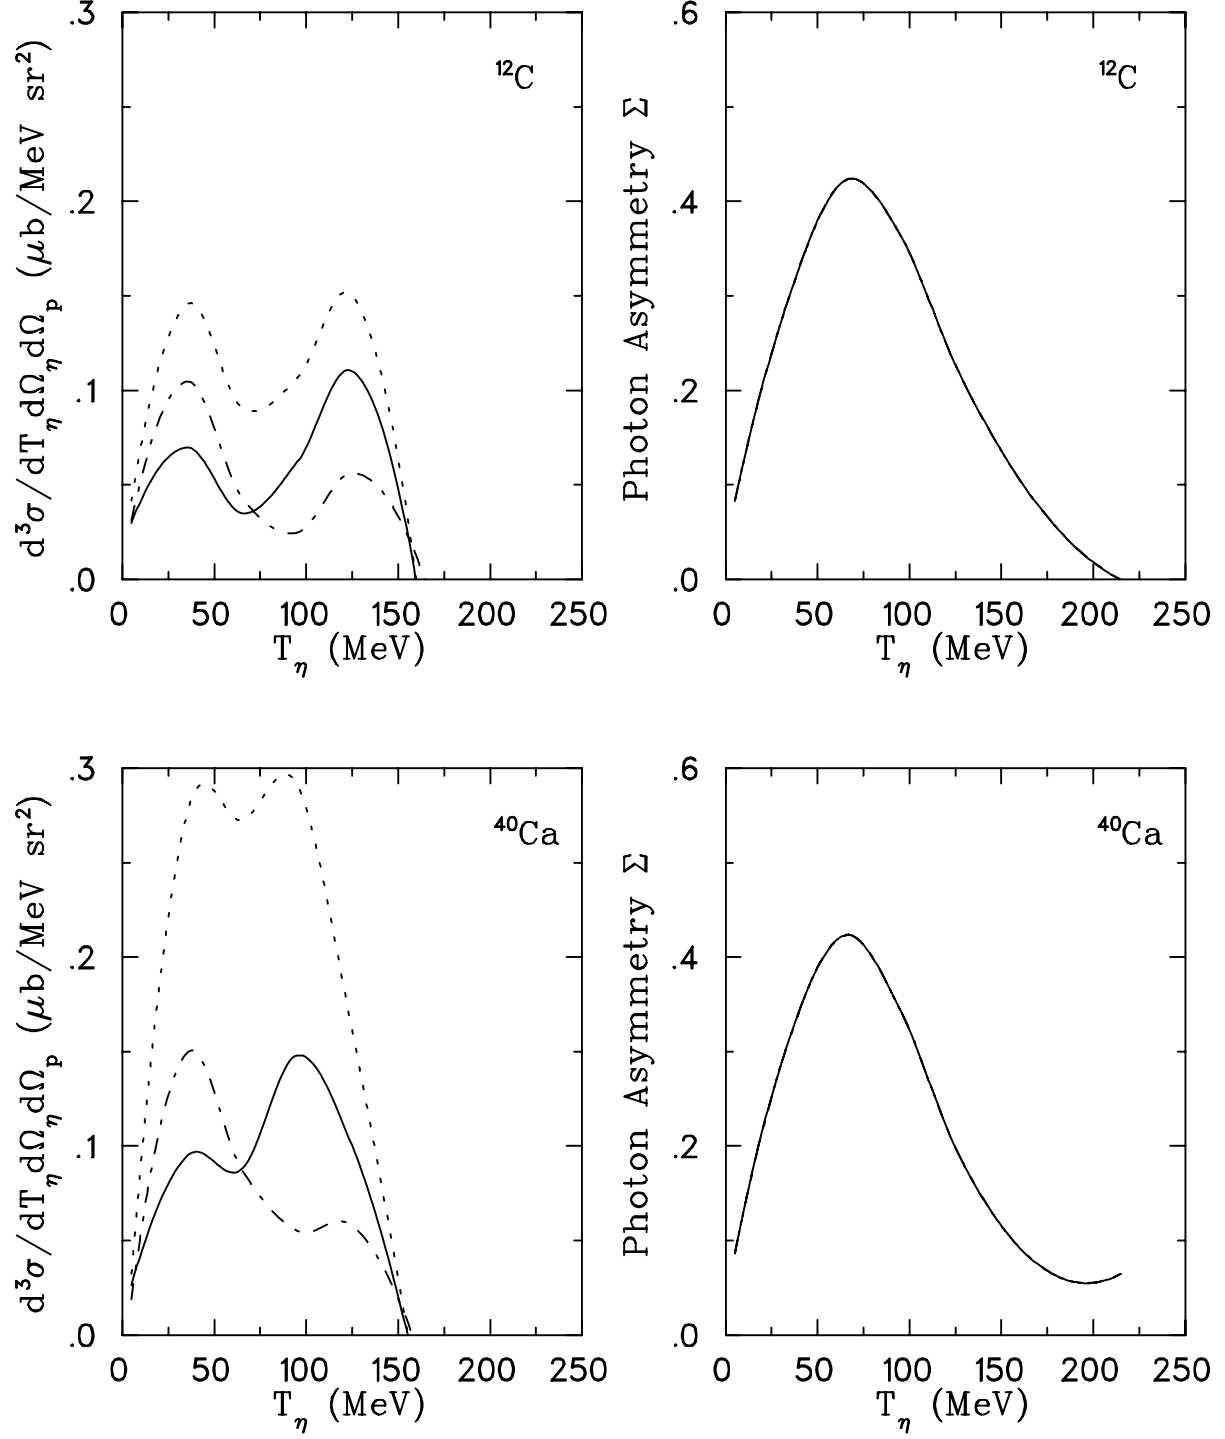 d³σ/dT_η dΩ_η dΩ_p (μb/MeV sr²)
.3
.2
.1
.0
¹²C
0 50 100 150 200 250
T_η (MeV)
Photon Asymmetry Σ
.6
.4
.2
.0
¹²C
0 50 100 150 200 250
T_η (MeV)
d³σ/dT_η dΩ_η dΩ_p (μb/MeV sr²)
.3
.2
.1
.0
⁴⁰Ca
0 50 100 150 200 250
T_η (MeV)
Photon Asymmetry Σ
.6
.4
.2
.0
⁴⁰Ca
0 50 100 150 200 250
T_η (MeV)